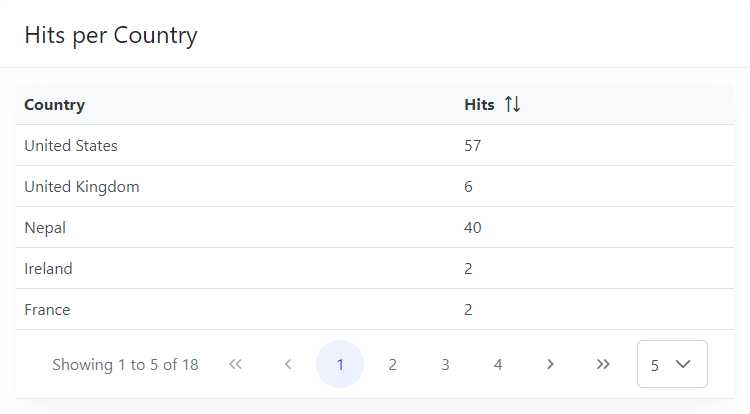 Hits per Country
Country Hits
United States 57
United Kingdom 6
Nepal 40
Ireland 2
France 2
Showing 1 to 5 of 18 1 2 3 4 5